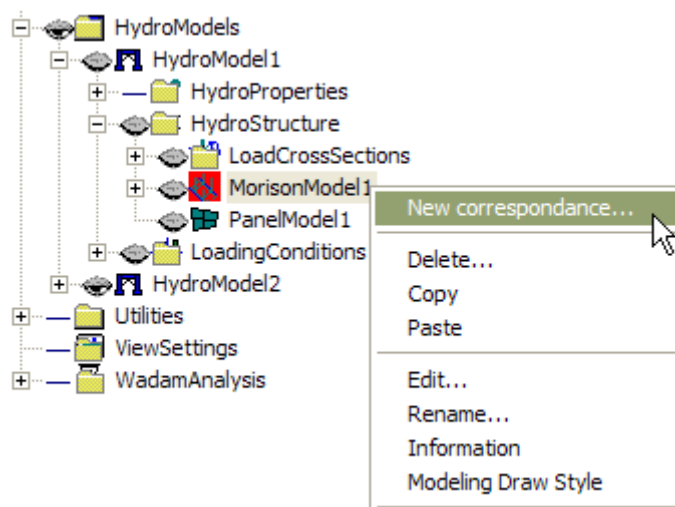 HydroModels
HydroModel1
HydroProperties
HydroStructure
LoadCrossSections
MorisonModel1
PanelModel1
LoadingConditions
HydroModel2
Utilities
ViewSettings
WadamAnalysis
New correspondance...
Delete...
Copy
Paste
Edit...
Rename...
Information
Modeling Draw Style